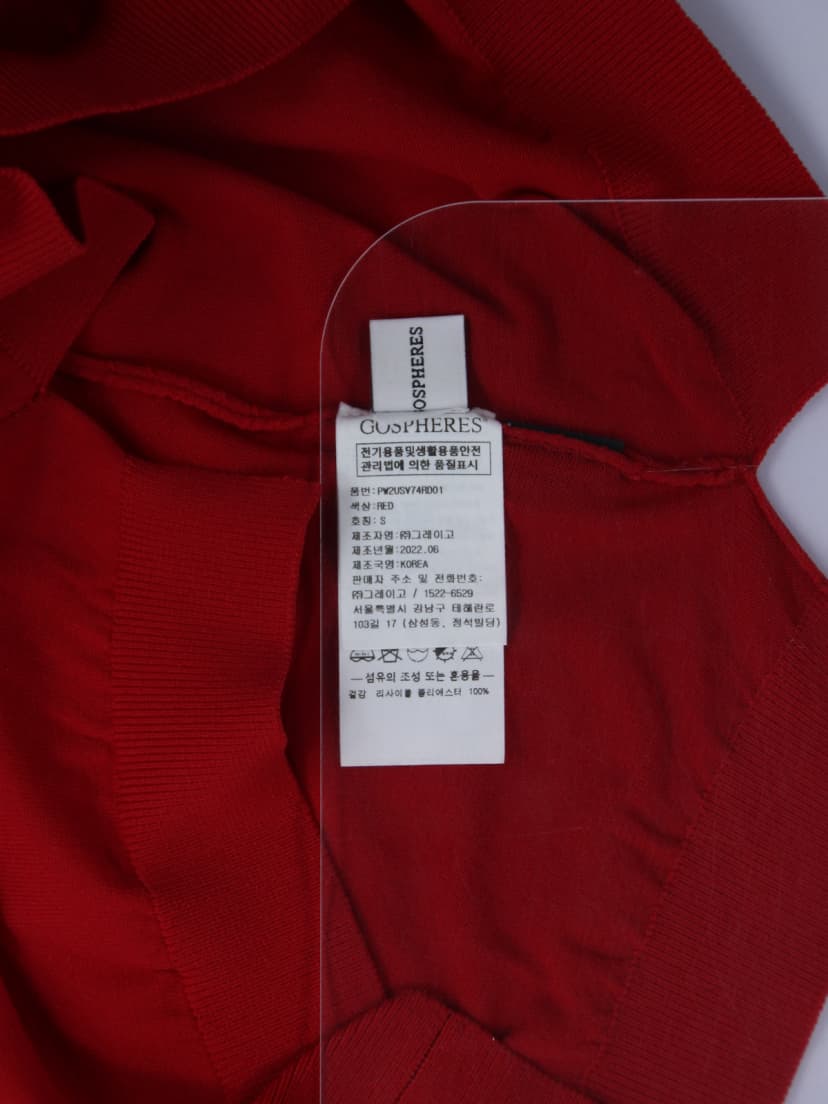 GOSPHERES
GOSPHERES
전기용품및생활용품안전
관리법에 의한 품질표시
품번:PW2USV74RD01
색상:RED
호칭: S
제조자명:㈜그레이고
제조년월:2022.06
제조국명:KOREA
판매자 주소 및 전화번호:
㈜그레이고 / 1522-6529
서울특별시 강남구 테헤란로
103길 17 (삼성동, 정석빌딩)
섬유의 조성 또는 혼용율
겉감 리사이클 폴리에스타 100%